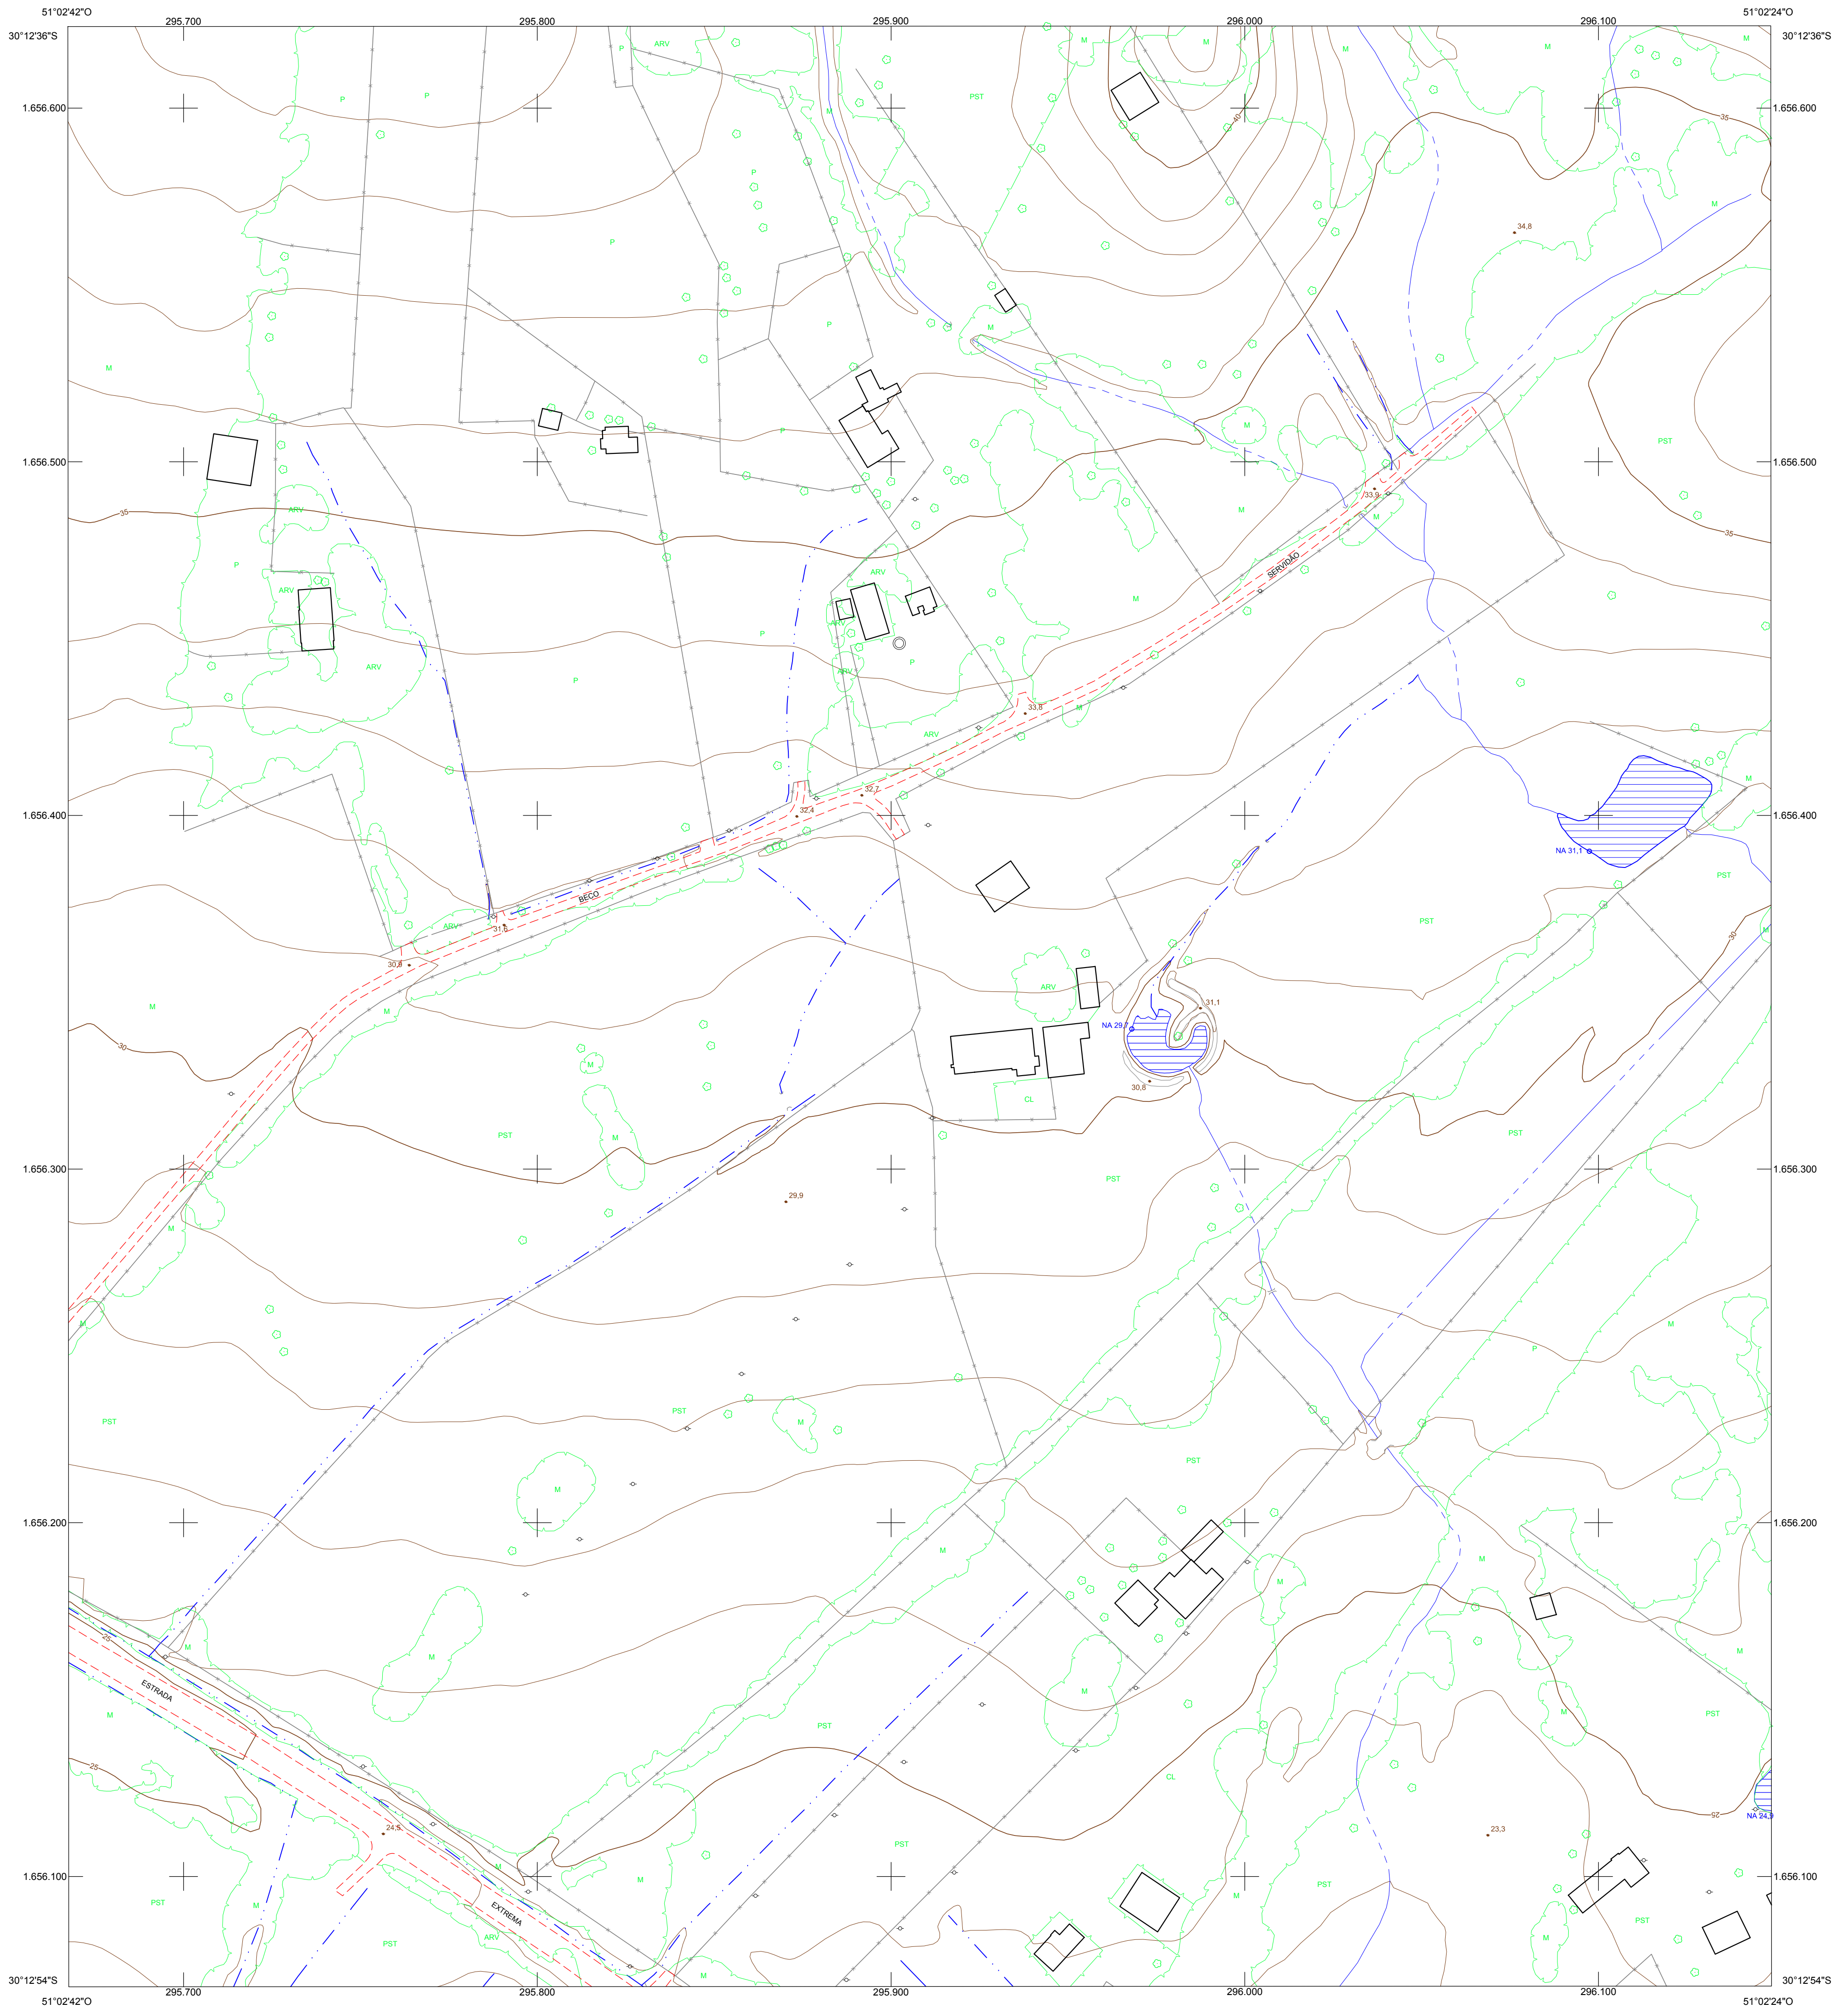 51°02'42"O 295.700 295.800 295.900 296.000 296.100 51°02'24"O
30°12'36"S 30°12'36"S
P ARV M M M M M
1.656.600 P P M PST 40 35 1.656.600
P
P M
34,8
P M
M
P
M PST
1.656.500 M 1.656.500
33,9
35 ARV M 35
SERVIDÃO
P ARV
ARV M
ARV P
ARV ARV P
P
33,8 M
ARV
32,7 M
1.656.400 32,4 1.656.400
NA 31,1
PST
BECO
ARV 31,6 PST
30,9 M
30
M ARV
M 31,1
30 NA 29,7
M
30,8
CL
PST M PST
1.656.300 1.656.300
PST
29,9
M
M M
P
PST PST M
PST
M
1.656.200 1.656.200
M M
M
25 M M M
ESTRADA
M M M PST
PST
25 CL
25
24,5 NA 24,9
23,3
PST
M
1.656.100 M PST 1.656.100
PST M M
EXTREMA PST
PST ARV M
M
30°12'54"S 30°12'54"S
51°02'42"O 295.700 295.800 295.900 296.000 296.100 51°02'24"O